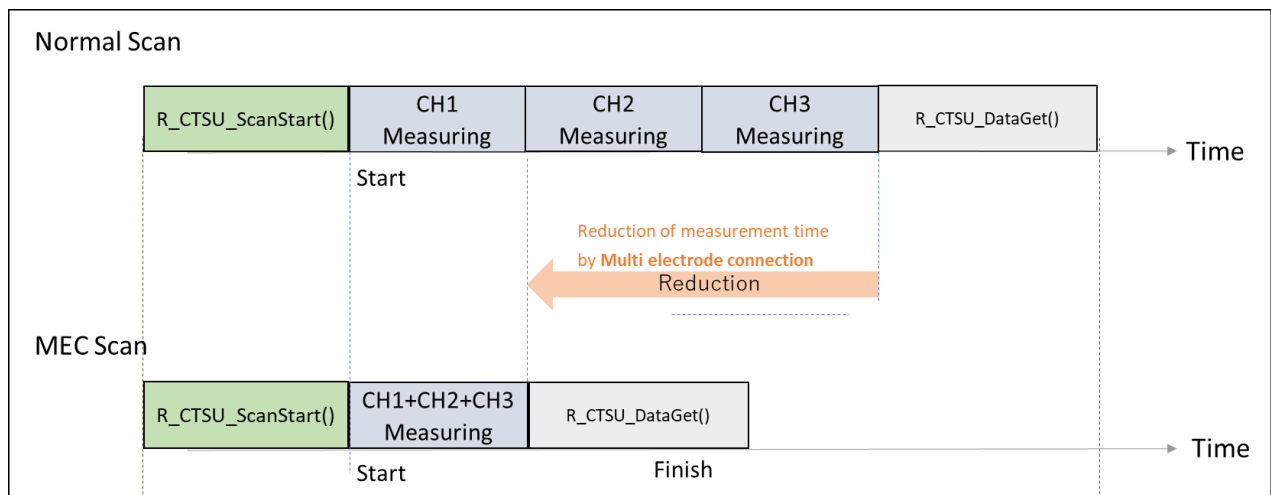 Normal Scan
R_CTSU_ScanStart()
CH1
Measuring
CH2
Measuring
CH3
Measuring
R_CTSU_DataGet()
Time
Start
Reduction of measurement time
by Multi electrode connection
Reduction
MEC Scan
R_CTSU_ScanStart()
CH1+CH2+CH3
Measuring
R_CTSU_DataGet()
Time
Start
Finish